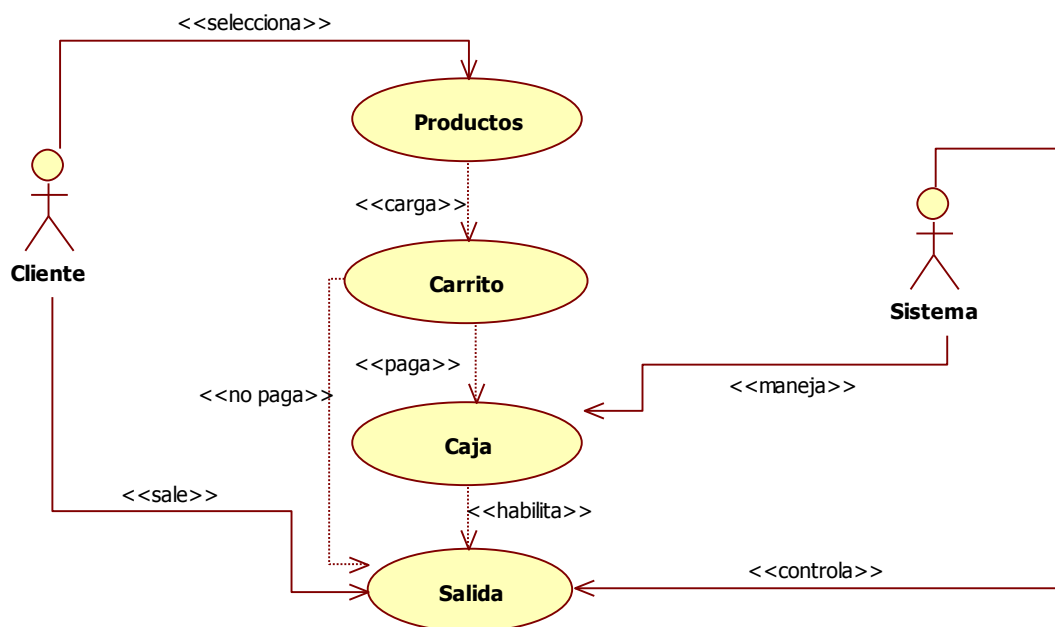 <<selecciona>>
Productos
<<carga>>
Cliente
Carrito
Sistema
<<paga>>
<<no paga>>
<<maneja>>
Caja
<<sale>>
<<habilita>>
<<controla>>
Salida